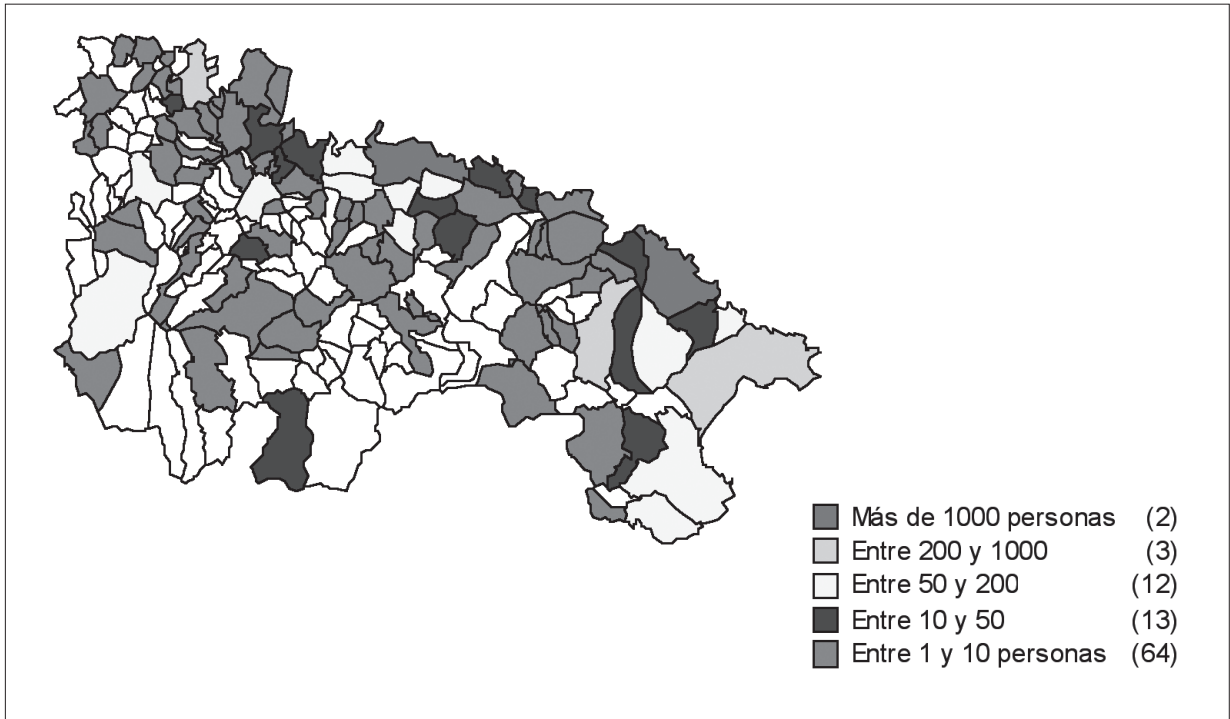 Más de 1000 personas (2)
Entre 200 y 1000 (3)
Entre 50 y 200 (12)
Entre 10 y 50 (13)
Entre 1 y 10 personas (64)